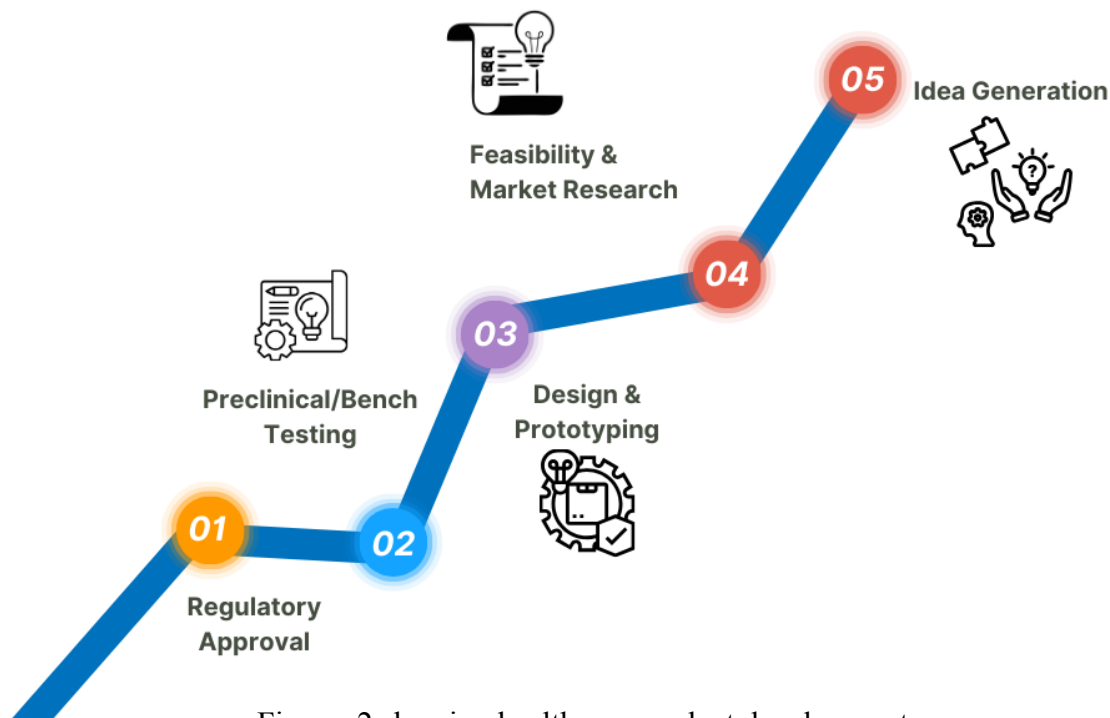 05
Idea Generation
?
Feasibility &
Market Research
04
03
Preclinical/Bench
Testing
Design &
Prototyping
01
02
Regulatory
Approval